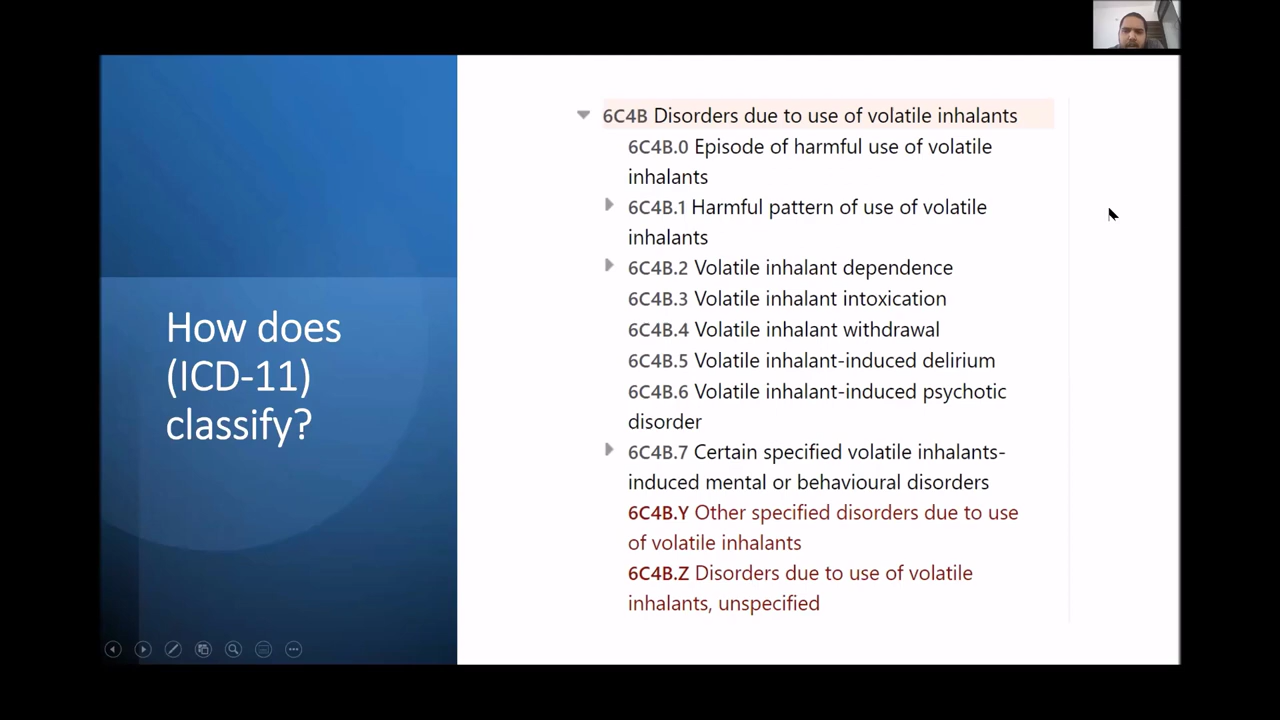 How does
(ICD-11)
classify?
6C4B Disorders due to use of volatile inhalants
6C4B.0 Episode of harmful use of volatile
inhalants
6C4B.1 Harmful pattern of use of volatile
inhalants
6C4B.2 Volatile inhalant dependence
6C4B.3 Volatile inhalant intoxication
6C4B.4 Volatile inhalant withdrawal
6C4B.5 Volatile inhalant-induced delirium
6C4B.6 Volatile inhalant-induced psychotic
disorder
6C4B.7 Certain specified volatile inhalants-
induced mental or behavioural disorders
6C4B.Y Other specified disorders due to use
of volatile inhalants
6C4B.Z Disorders due to use of volatile
inhalants, unspecified